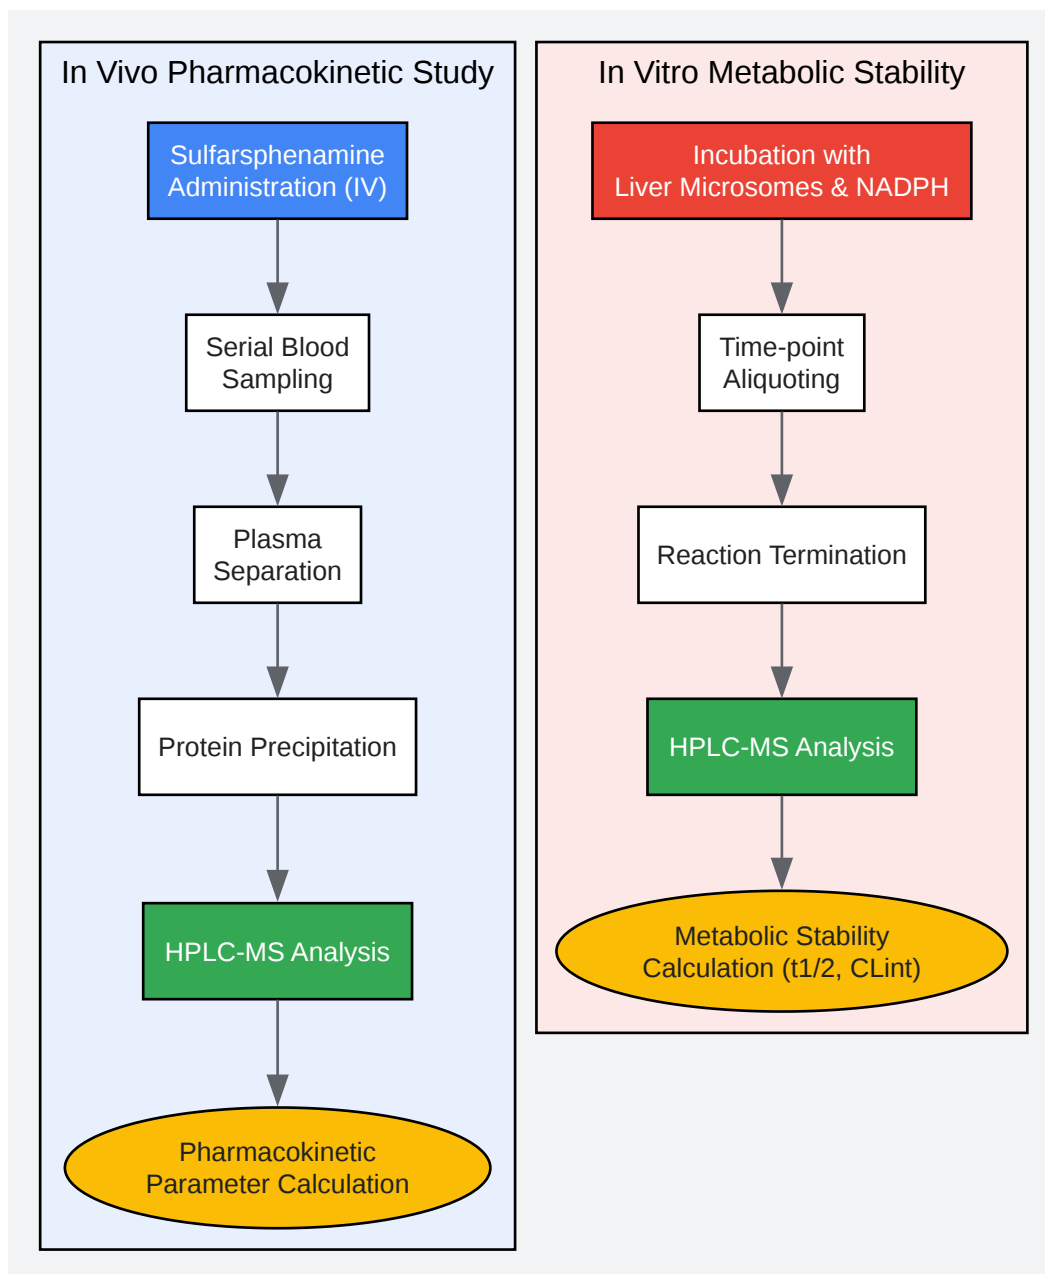 In Vivo Pharmacokinetic Study
Sulfarsphenamine
Administration (IV)
Serial Blood
Sampling
Plasma
Separation
Protein Precipitation
HPLC-MS Analysis
Pharmacokinetic
Parameter Calculation
In Vitro Metabolic Stability
Incubation with
Liver Microsomes & NADPH
Time-point
Aliquoting
Reaction Termination
HPLC-MS Analysis
Metabolic Stability
Calculation (t1/2, CLint)